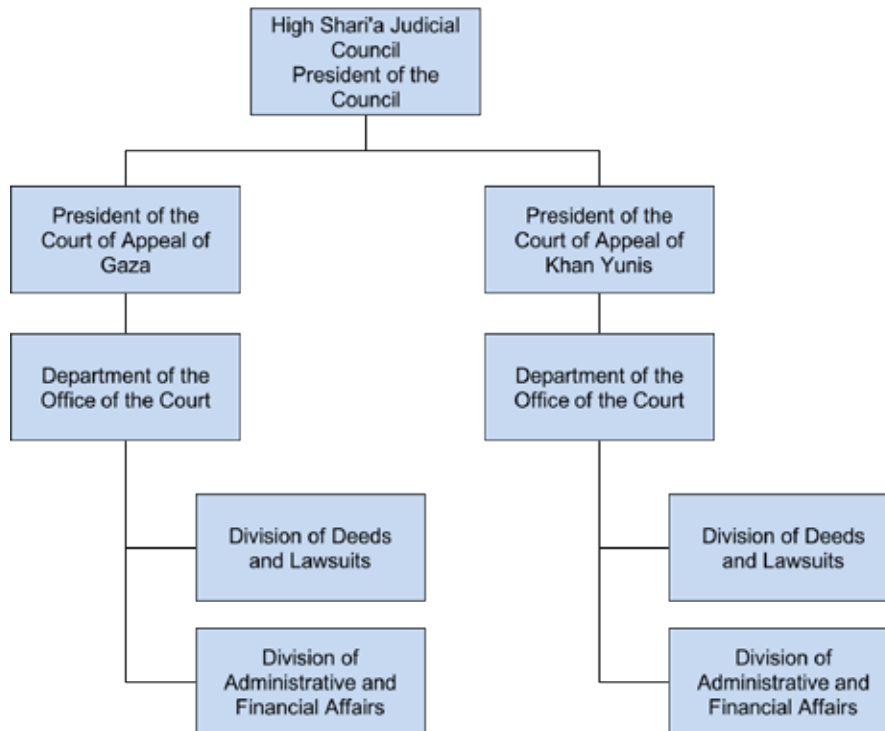 High Shari'a Judicial
Council
President of the
Council
President of the
Court of Appeal of
Gaza
President of the
Court of Appeal of
Khan Yunis
Department of the
Office of the Court
Department of the
Office of the Court
Division of Deeds
and Lawsuits
Division of Deeds
and Lawsuits
Division of
Administrative and
Financial Affairs
Division of
Administrative and
Financial Affairs